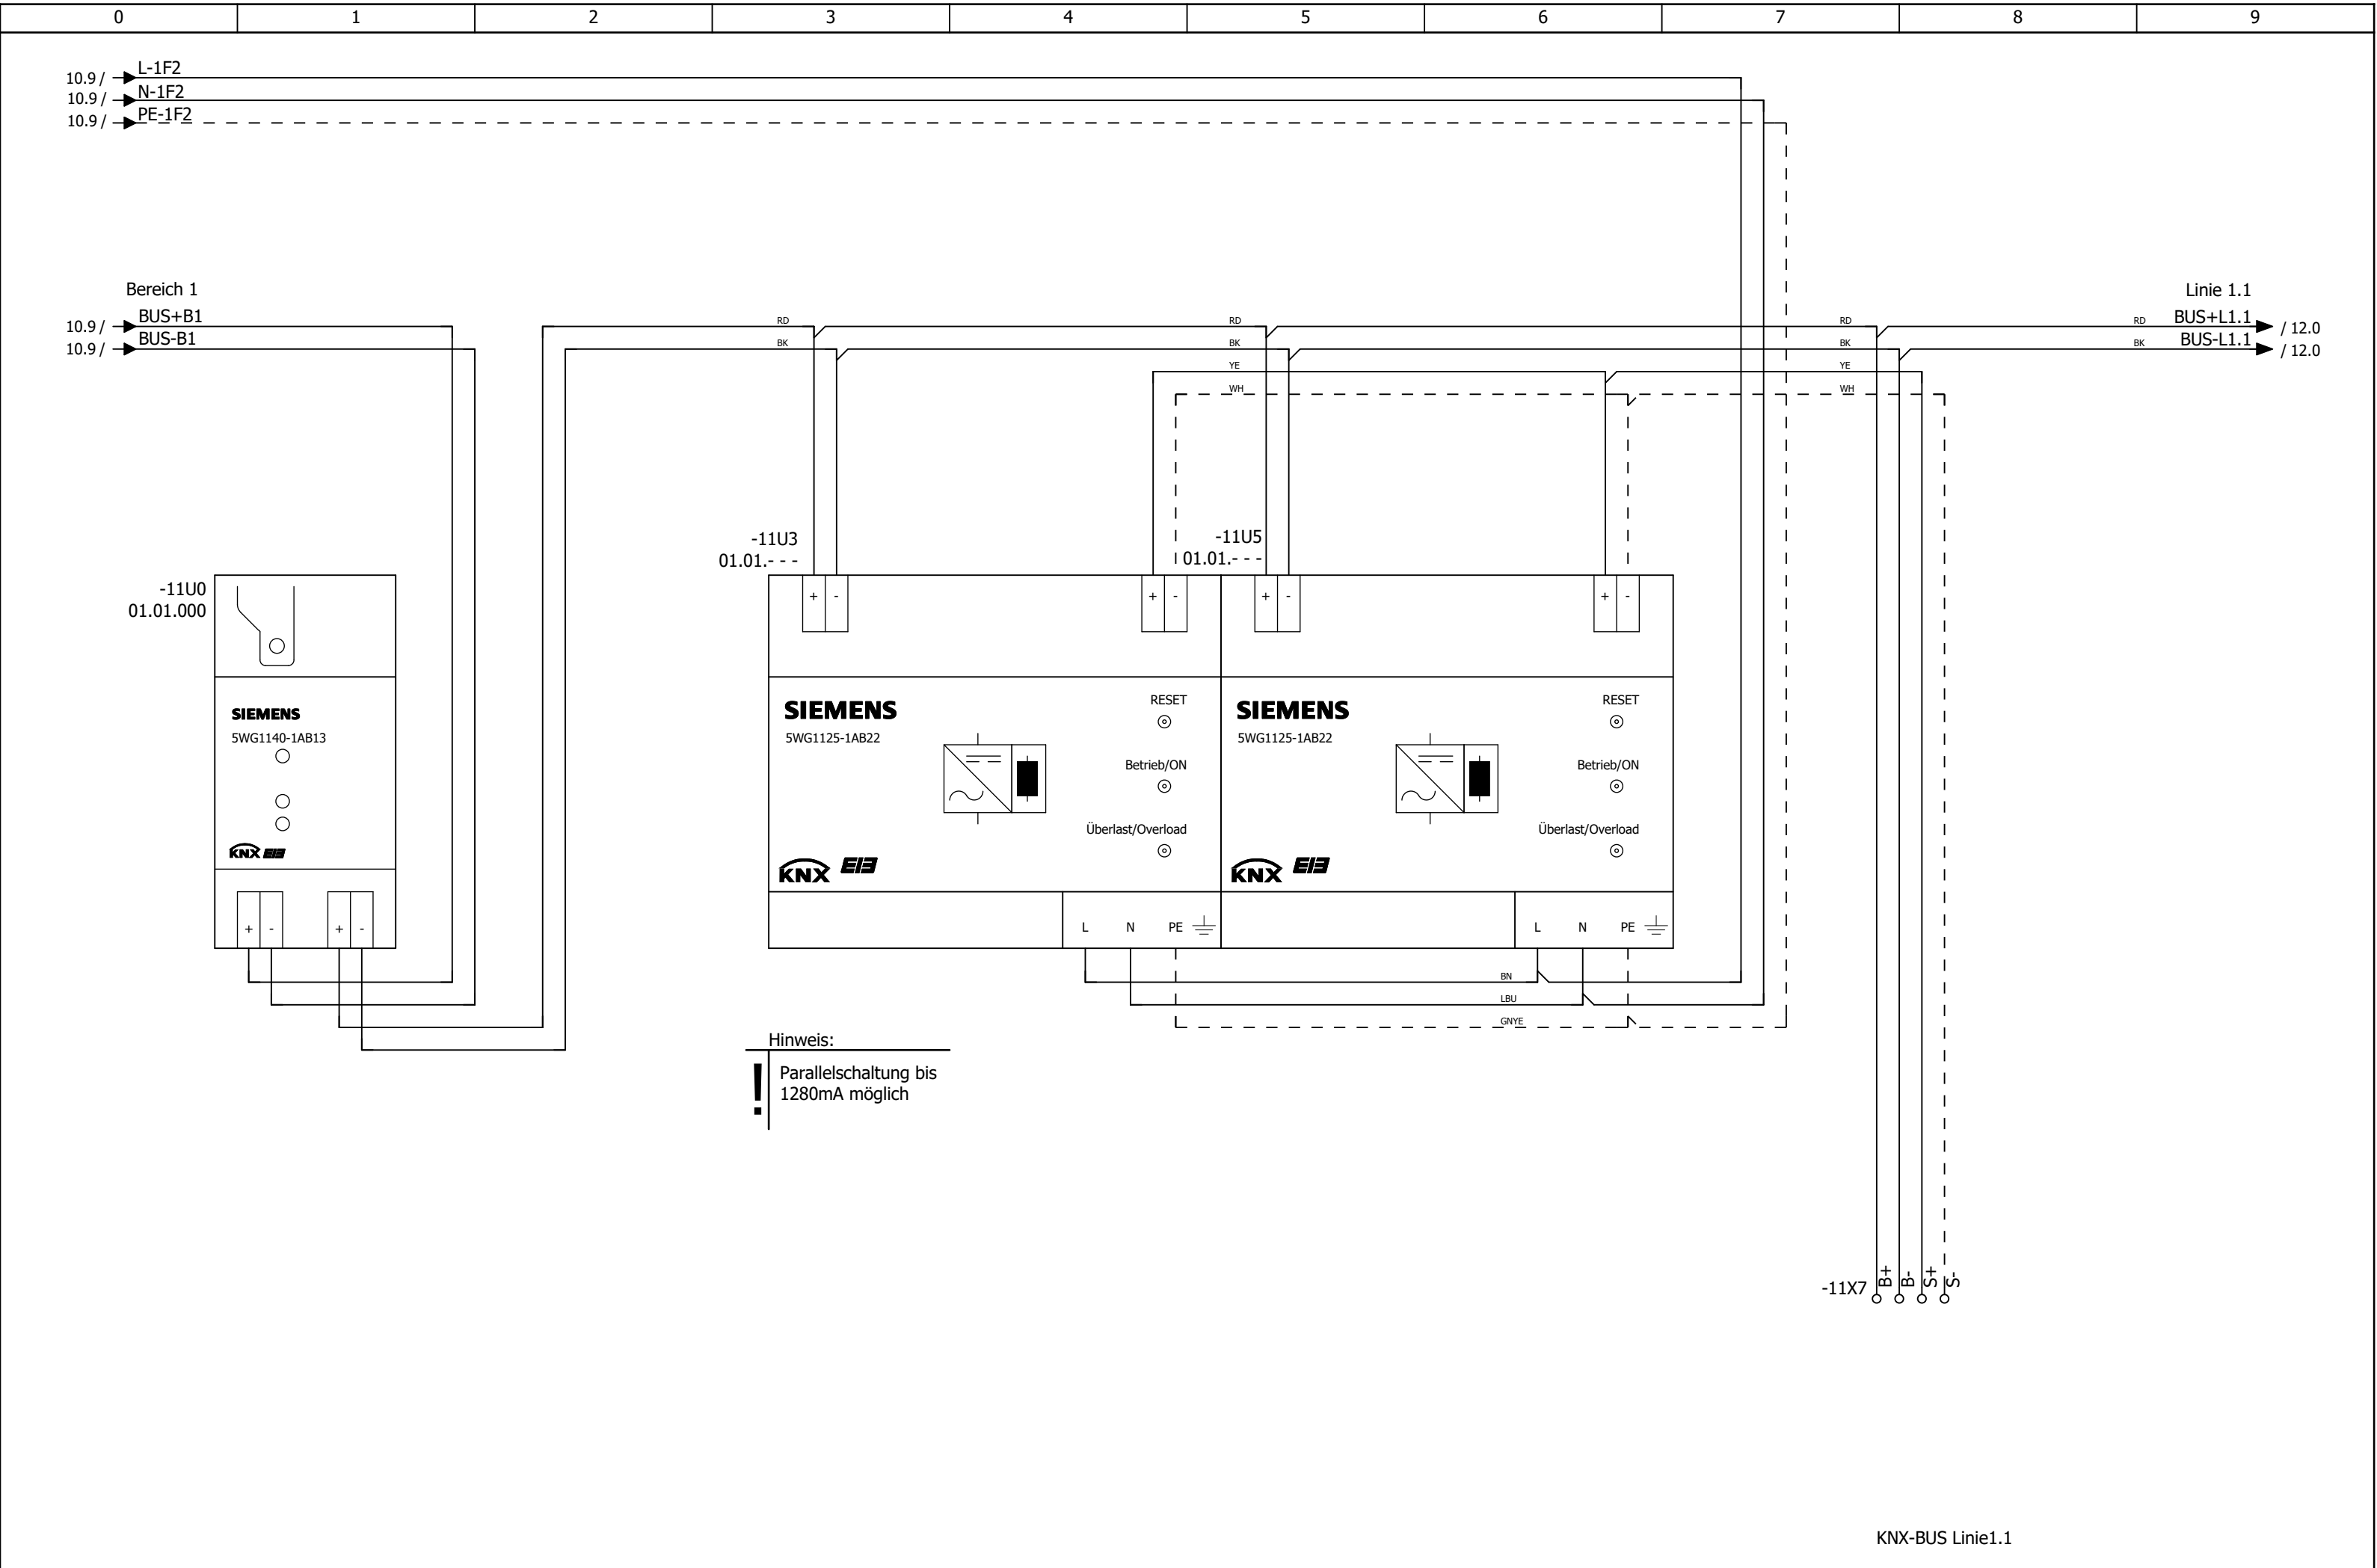 0 1 2 3 4 5 6 7 8 9
10.9 / L-1F2
10.9 / N-1F2
10.9 / PE-1F2
Bereich 1
Linie 1.1
10.9 / BUS+B1
10.9 / BUS-B1
RD RD RD RD
BK BK BK BK
BUS+L1.1 / 12.0
BUS-L1.1 / 12.0
YE YE
WH WH
-11U0
01.01.000
SIEMENS
5WG1140-1AB13
KNX EIB
+ - + -
-11U3
01.01.- - -
+ - + -
SIEMENS
5WG1125-1AB22
RESET
Betrieb/ON
Überlast/Overload
KNX EIB
L N PE
-11U5
01.01.- - -
+ - + -
SIEMENS
5WG1125-1AB22
RESET
Betrieb/ON
Überlast/Overload
KNX EIB
L N PE
BN
LBU
GNYE
Hinweis:
! Parallelschaltung bis
1280mA möglich
-11X7 B+ B- S+ S-
KNX-BUS Linie1.1